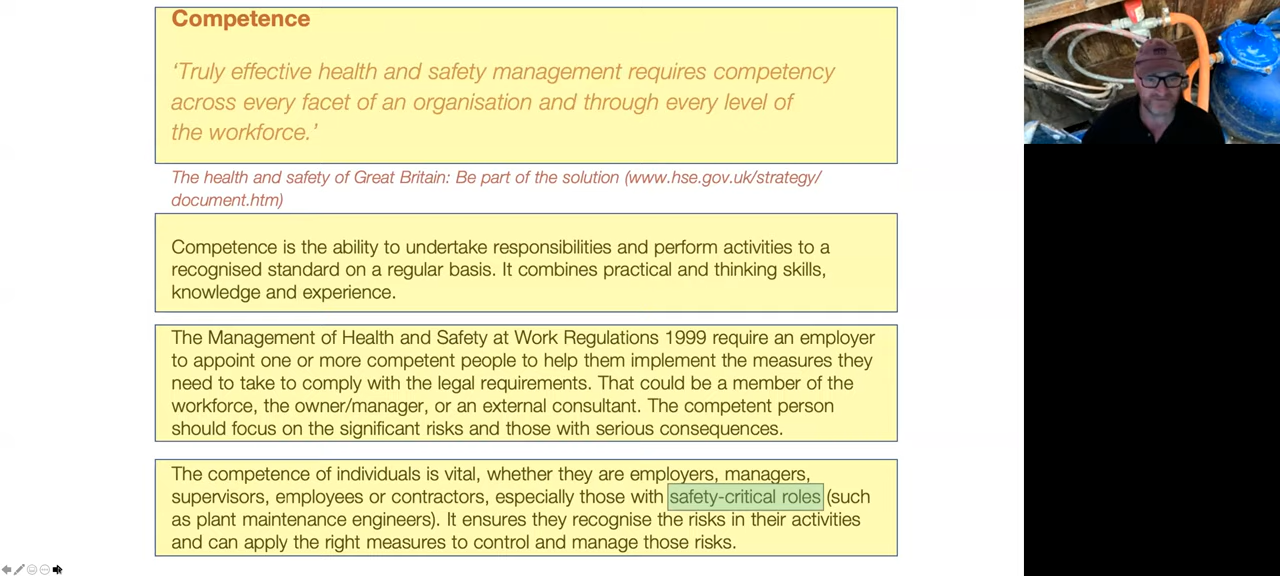 Competence
‘Truly effective health and safety management requires competency
across every facet of an organisation and through every level of
the workforce.’
The health and safety of Great Britain: Be part of the solution (www.hse.gov.uk/strategy/
document.htm)
Competence is the ability to undertake responsibilities and perform activities to a
recognised standard on a regular basis. It combines practical and thinking skills,
knowledge and experience.
The Management of Health and Safety at Work Regulations 1999 require an employer
to appoint one or more competent people to help them implement the measures they
need to take to comply with the legal requirements. That could be a member of the
workforce, the owner/manager, or an external consultant. The competent person
should focus on the significant risks and those with serious consequences.
The competence of individuals is vital, whether they are employers, managers,
supervisors, employees or contractors, especially those with safety-critical roles (such
as plant maintenance engineers). It ensures they recognise the risks in their activities
and can apply the right measures to control and manage those risks.